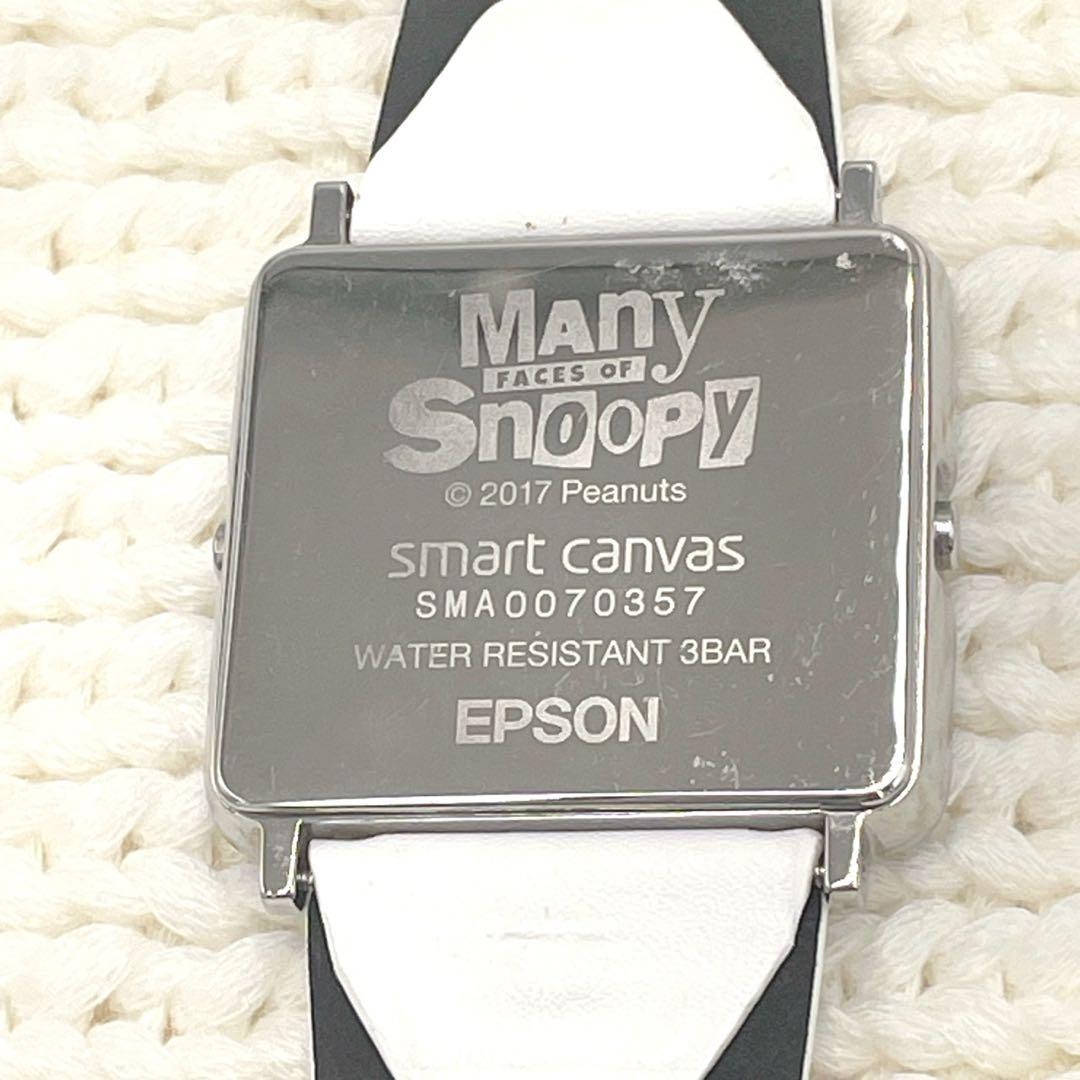 Many
FACES OF
Snoopy
© 2017 Peanuts
smart canvas
SMA0070357
WATER RESISTANT 3BAR
EPSON